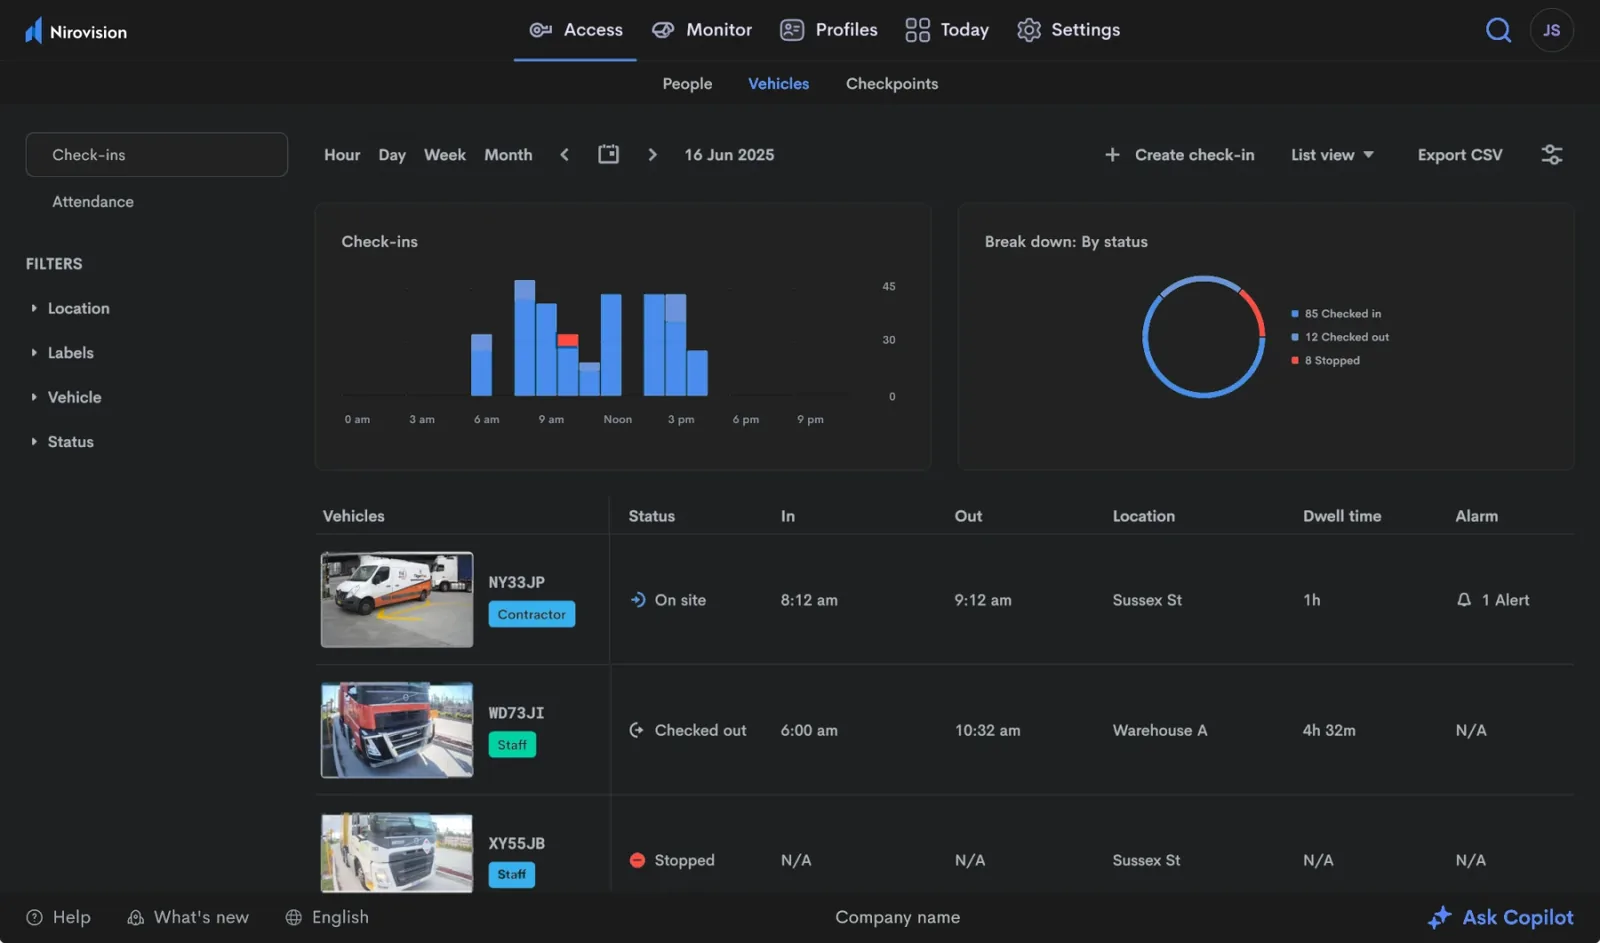 Nirovision
Access
Monitor
Profiles
Today
Settings
JS
People
Vehicles
Checkpoints
Check-ins
Attendance
FILTERS
Location
Labels
Vehicle
Status
Hour Day Week Month
16 Jun 2025
Create check-in
List view
Export CSV
Check-ins
45
30
0
0 am 3 am 6 am 9 am Noon 3 pm 6 pm 9 pm
Break down: By status
85 Checked in
12 Checked out
8 Stopped
Vehicles Status In Out Location Dwell time Alarm
NY33JP
Contractor
On site 8:12 am 9:12 am Sussex St 1h 1 Alert
WD73JI
Staff
Checked out 6:00 am 10:32 am Warehouse A 4h 32m N/A
XY55JB
Staff
Stopped N/A N/A Sussex St N/A N/A
Help What's new English
Company name
Ask Copilot